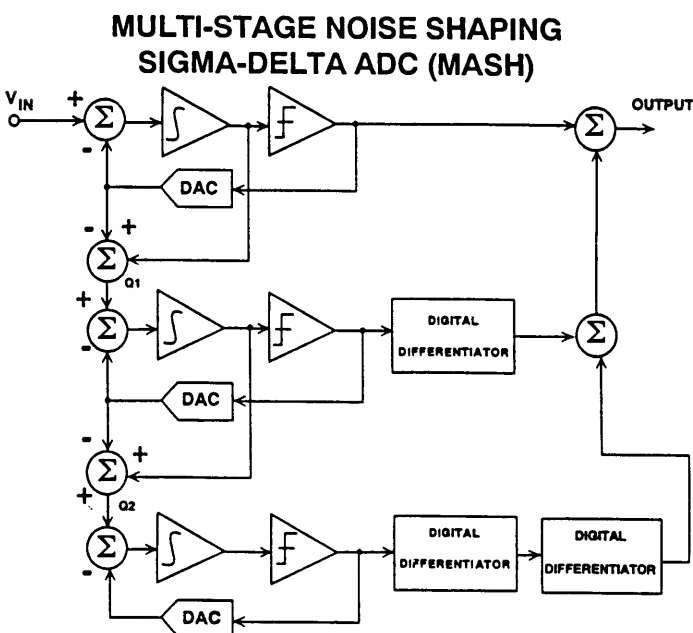 MULTI-STAGE NOISE SHAPING
SIGMA-DELTA ADC (MASH)
VIN
+
Σ
-
∫
Σ
OUTPUT
DAC
-
+
Σ
Q1
+
Σ
-
∫
DIGITAL
DIFFERENTIATOR
Σ
DAC
-
+
Σ
+
Q2
Σ
-
∫
DIGITAL
DIFFERENTIATOR
DIGITAL
DIFFERENTIATOR
DAC